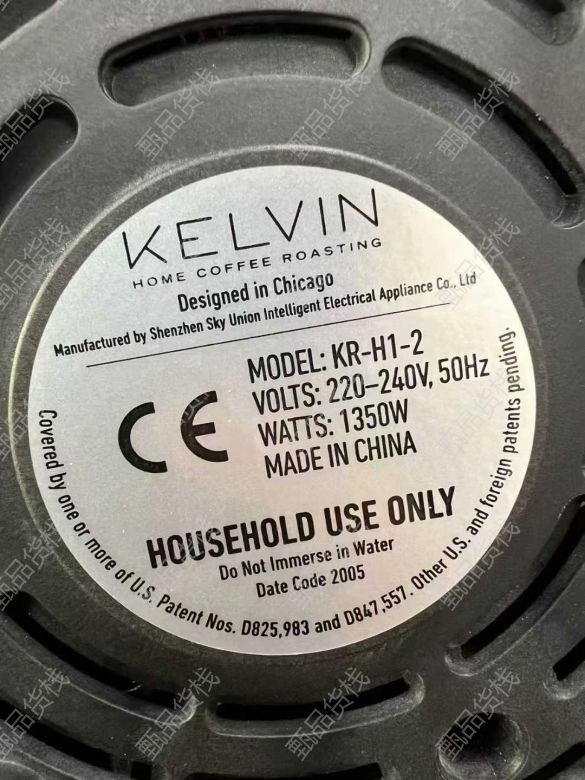 KELVIN
HOME COFFEE ROASTING
Designed in Chicago
Manufactured by Shenzhen Sky Union Intelligent Electrical Appliance Co., Ltd
CE
MODEL: KR-H1-2
VOLTS: 220-240V, 50Hz
WATTS: 1350W
MADE IN CHINA
HOUSEHOLD USE ONLY
Do Not Immerse in Water
Date Code 2005
Covered by one or more of U.S. Patent Nos. D825,983 and D847,557. Other U.S. and foreign patents pending.
甄品货栈